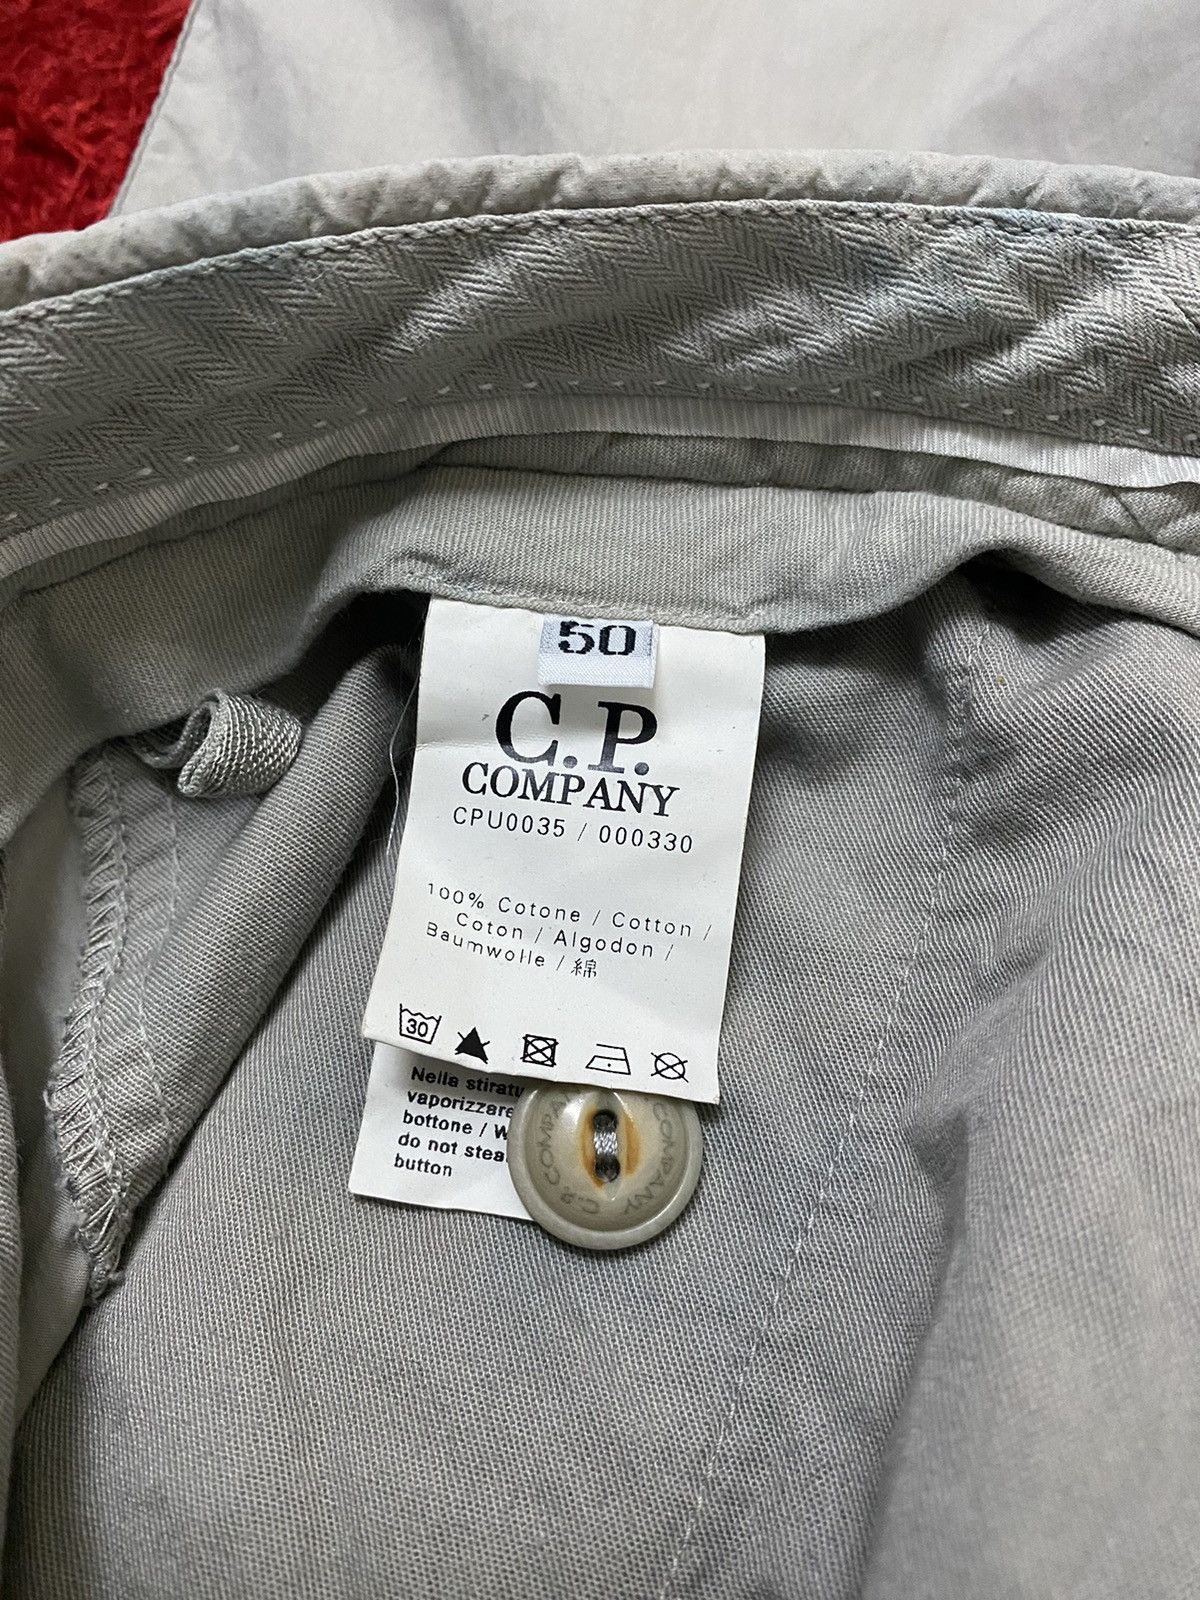 50
C.P.
COMPANY
CPU0035 / 000330
100% Cotone / Cotton /
Coton / Algodon /
Baumwolle / 綿
30
Nella stiratu
vaporizzare
bottone / W
do not stea
button
C.P. COMPANY
COMPANY